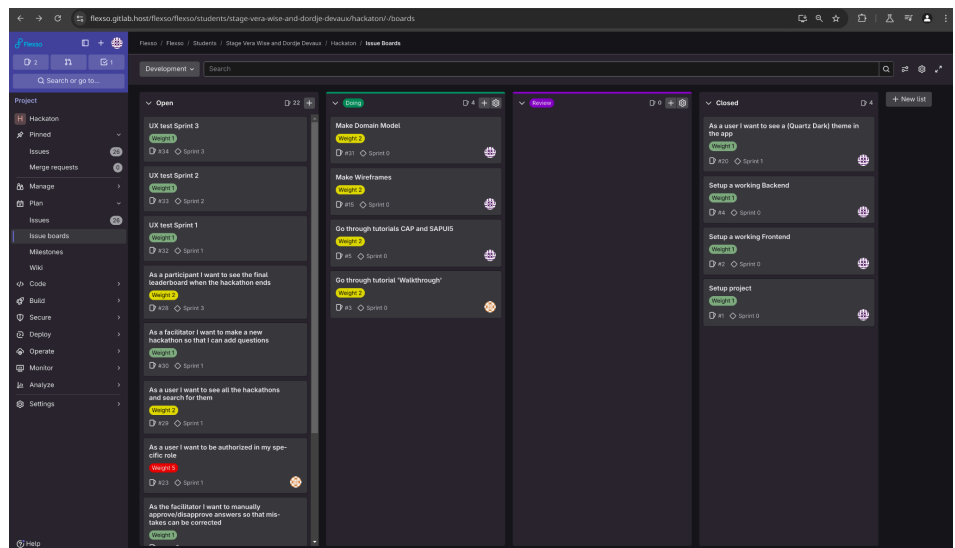 flexso.gitlab.host/flexso/flexso/students/stage-vera-wise-and-dordje-devaux/hackaton/-/boards
Flexso
2
1
Search or go to...
Project
H Hackaton
Pinned
Issues 26
Merge requests 0
Manage
Plan
Issues 26
Issue boards
Milestones
Wiki
Code
Build
Secure
Deploy
Operate
Monitor
Analyze
Settings
Help
Flexso / Flexso / Students / Stage Vera Wise and Dordje Devaux / Hackaton / Issue Boards
Development
Search
Open 22 +
UX test Sprint 3
Weight 1
#34 Sprint 3
UX test Sprint 2
Weight 1
#33 Sprint 2
UX test Sprint 1
Weight 1
#32 Sprint 1
As a participant I want to see the final
leaderboard when the hackathon ends
Weight 2
#28 Sprint 3
As a facilitator I want to make a new
hackathon so that I can add questions
Weight 1
#30 Sprint 1
As a user I want to see all the hackathons
and search for them
Weight 2
#29 Sprint 1
As a user I want to be authorized in my spe-
cific role
Weight 5
#23 Sprint 1
As the facilitator I want to manually
approve/disapprove answers so that mis-
takes can be corrected
Weight 1
Doing 4 +
Make Domain Model
Weight 2
#31 Sprint 0
Make Wireframes
Weight 2
#15 Sprint 0
Go through tutorials CAP and SAPUI5
Weight 2
#5 Sprint 0
Go through tutorial 'Walkthrough'
Weight 2
#3 Sprint 0
Review 0 +
Closed 4
As a user I want to see a (Quartz Dark) theme in
the app
Weight 1
#20 Sprint 1
Setup a working Backend
Weight 1
#4 Sprint 0
Setup a working Frontend
Weight 1
#2 Sprint 0
Setup project
Weight 1
#1 Sprint 0
+ New list